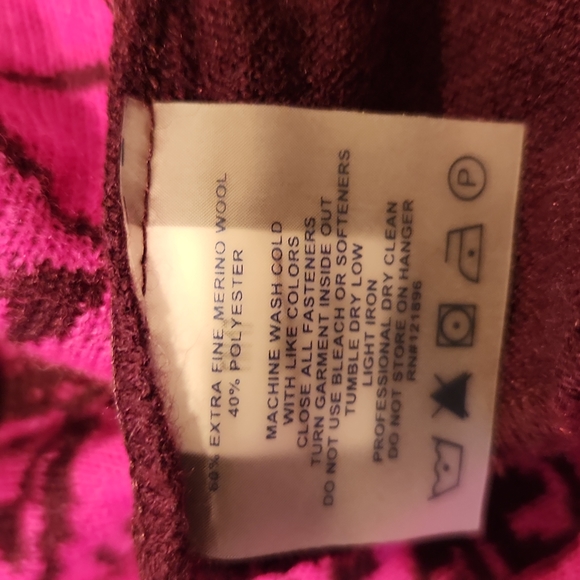 60% EXTRA FINE MERINO WOOL
40% POLYESTER
MACHINE WASH COLD
WITH LIKE COLORS
CLOSE ALL FASTENERS
TURN GARMENT INSIDE OUT
DO NOT USE BLEACH OR SOFTENERS
TUMBLE DRY LOW
LIGHT IRON
PROFESSIONAL DRY CLEAN
DO NOT STORE ON HANGER
RN#121896
P